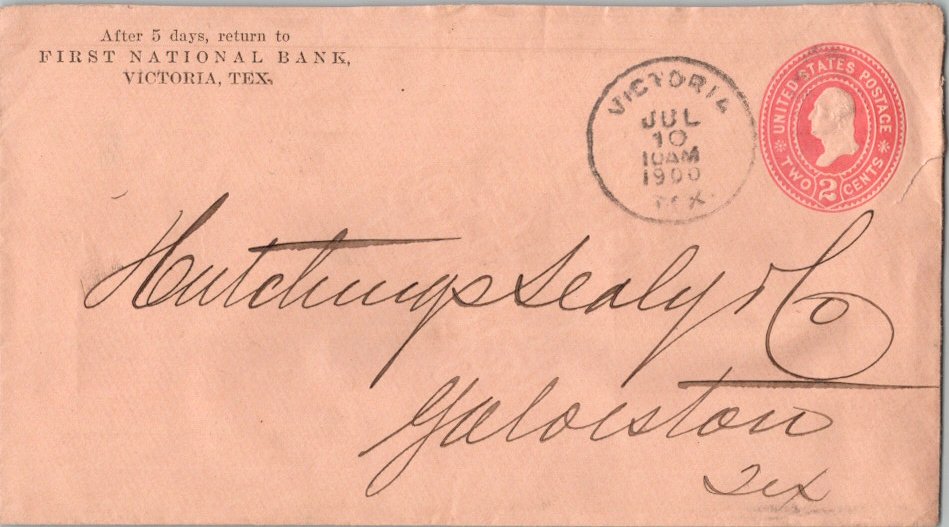 After 5 days, return to
FIRST NATIONAL BANK,
VICTORIA, TEX.
VICTORIA
JUL
10
10AM
1900
TEX.
UNITED STATES POSTAGE
TWO 2 CENTS
Hutchings Sealy & Co
Galveston
Tex